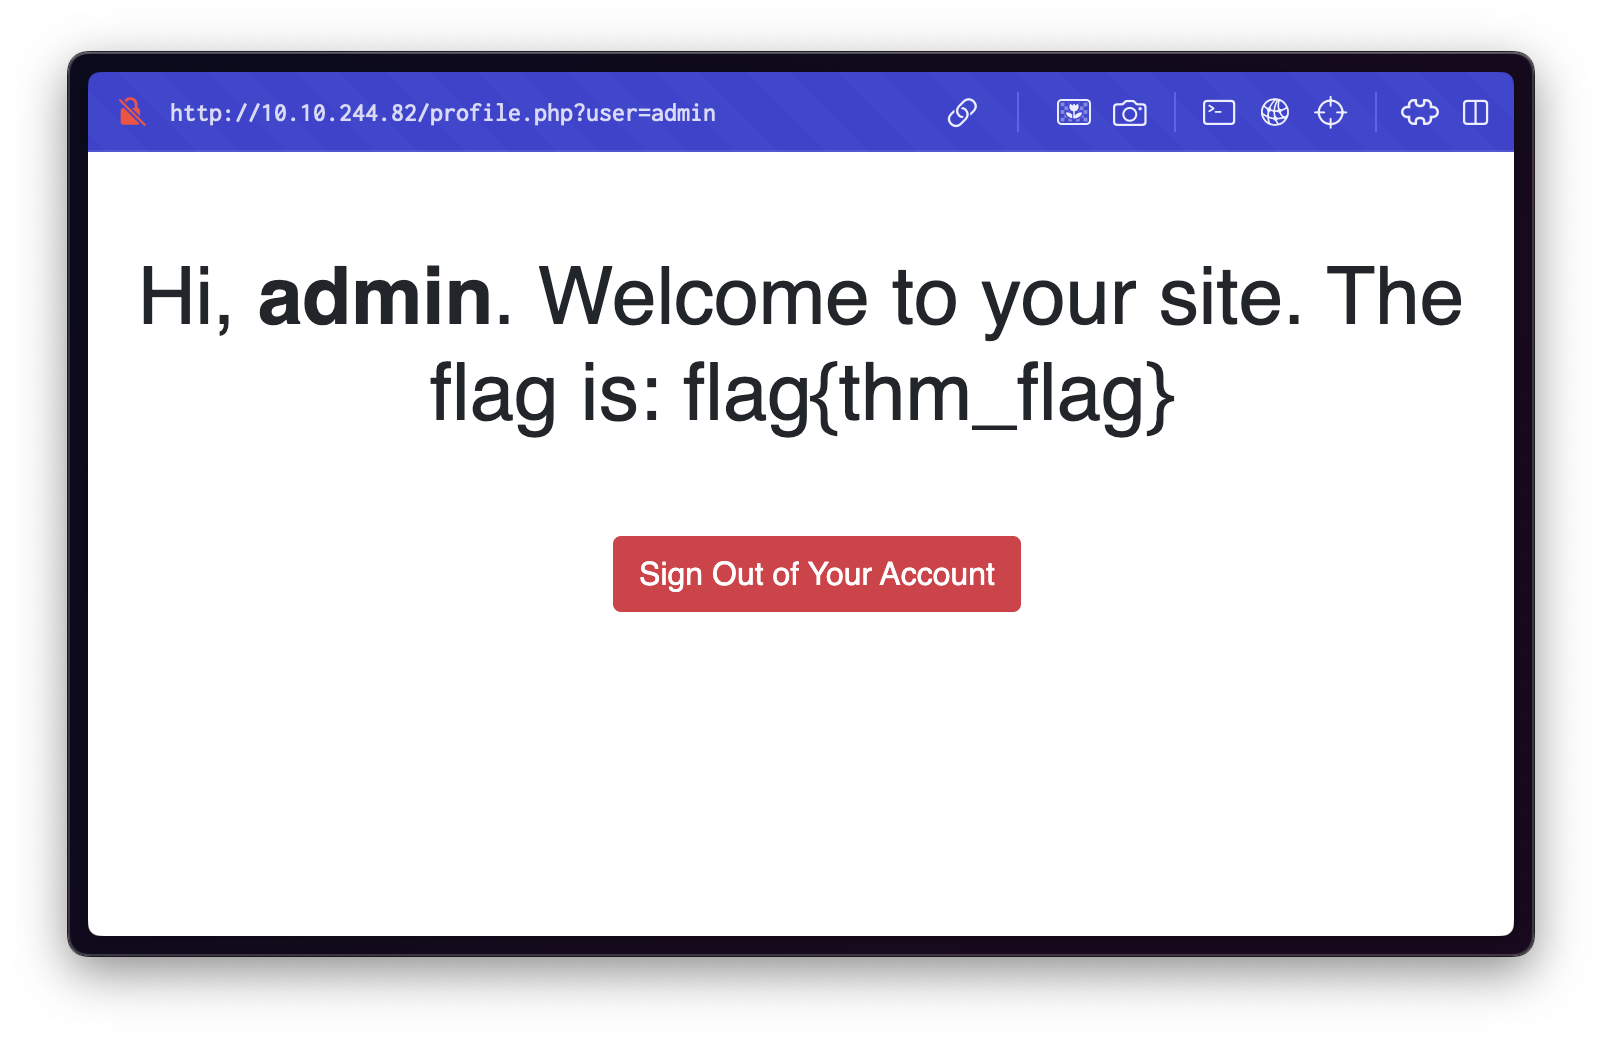 http://10.10.244.82/profile.php?user=admin
Hi, admin. Welcome to your site. The
flag is: flag{thm_flag}
Sign Out of Your Account